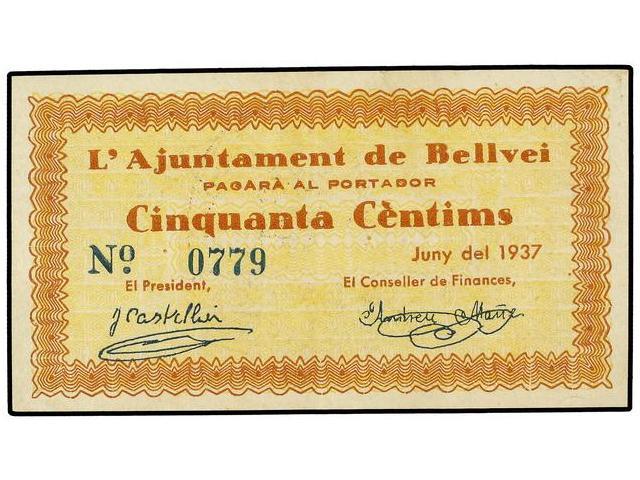 L'Ajuntament de Bellvei
PAGARÀ AL PORTADOR
Cinquanta Cèntims
Nº 0779
Juny del 1937
El President,
El Conseller de Finances,
J Castellví